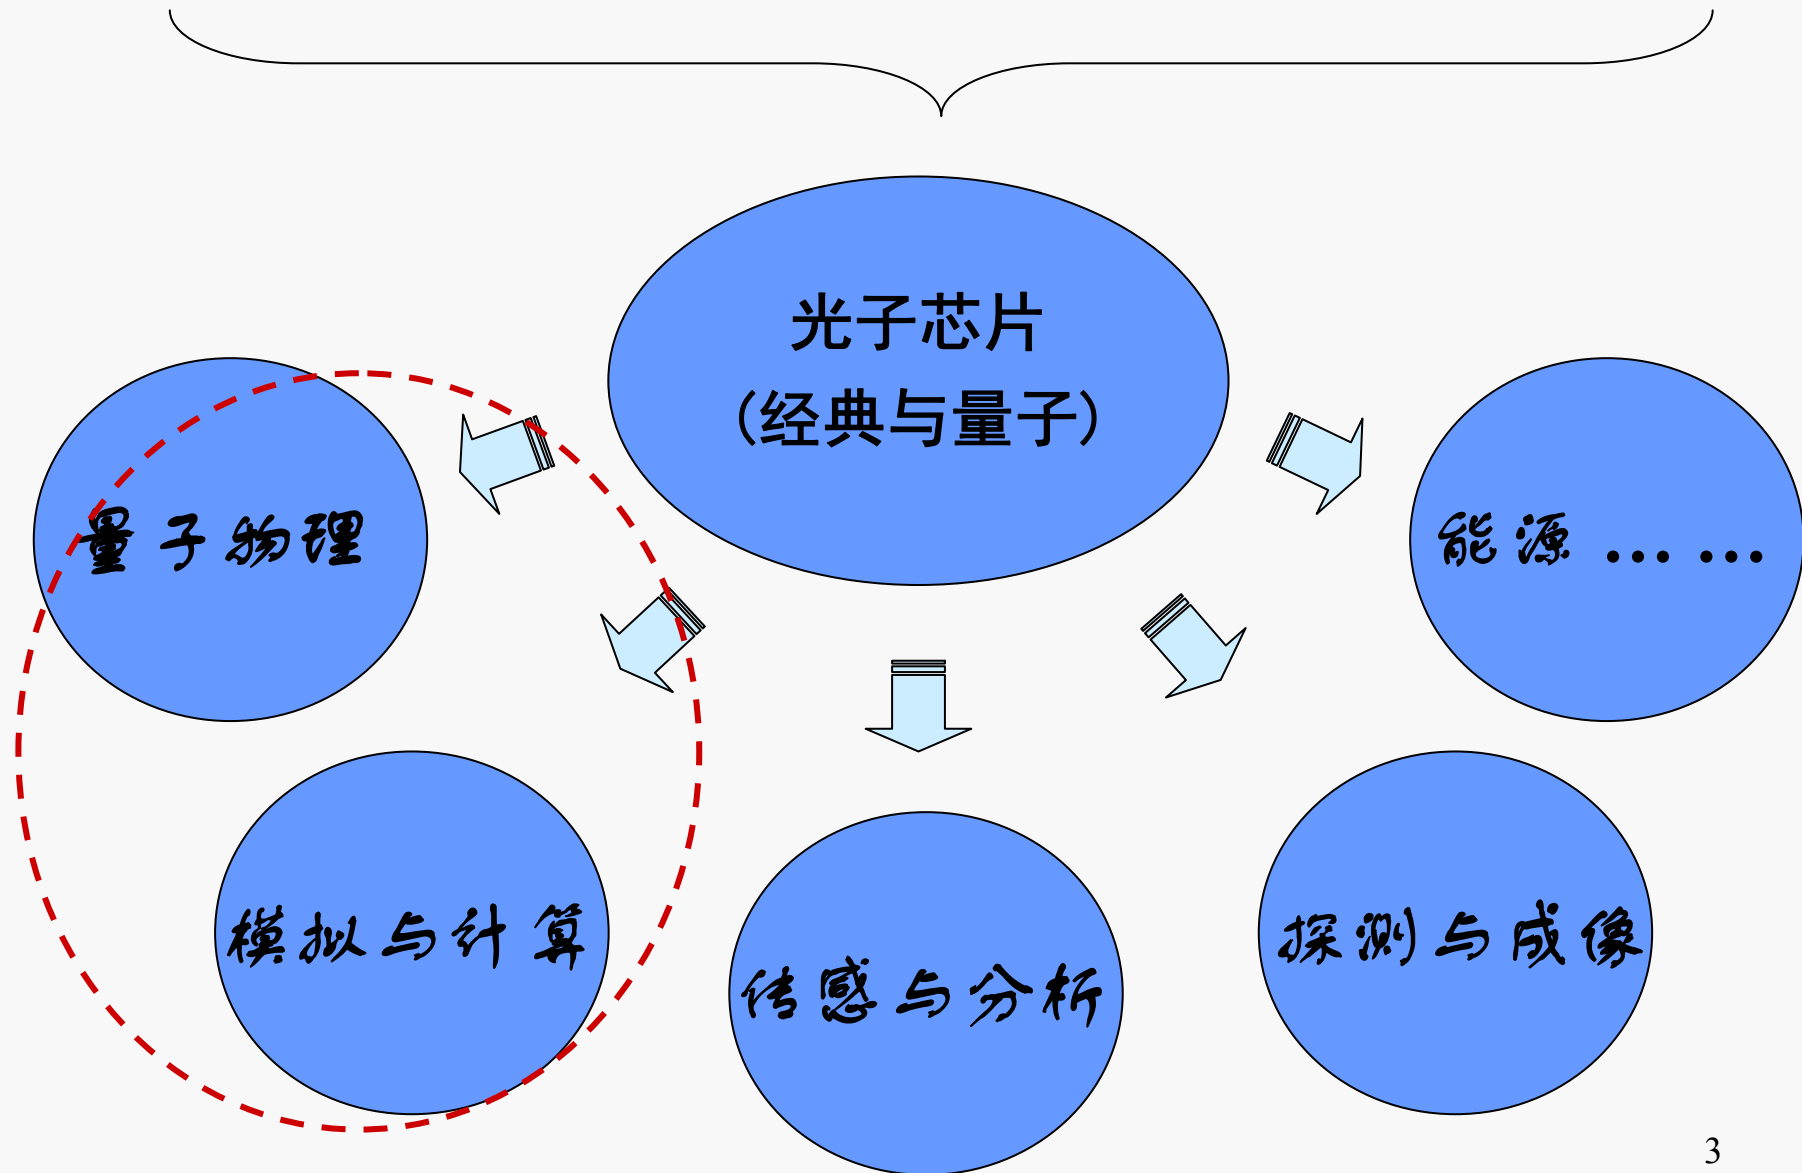 光子芯片
(经典与量子)
量子物理
能源 … …
模拟与计算
探测与成像
传感与分析
3